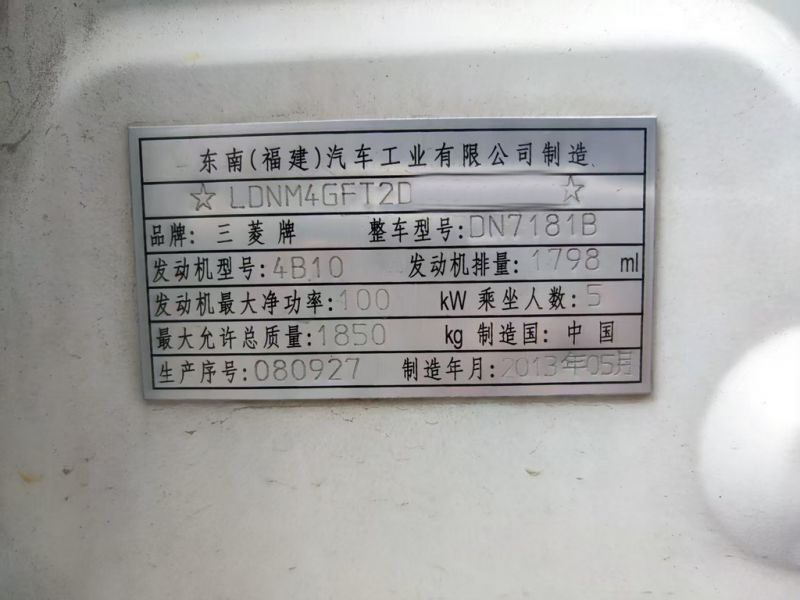 东南(福建)汽车工业有限公司制造
☆LDNM4GFT2D ☆
品牌: 三菱牌 整车型号:DN7181B
发动机型号:4B10 发动机排量:1798 ml
发动机最大净功率:100 kW 乘坐人数:5
最大允许总质量:1850 kg 制造国: 中国
生产序号:080927 制造年月:2013年05月